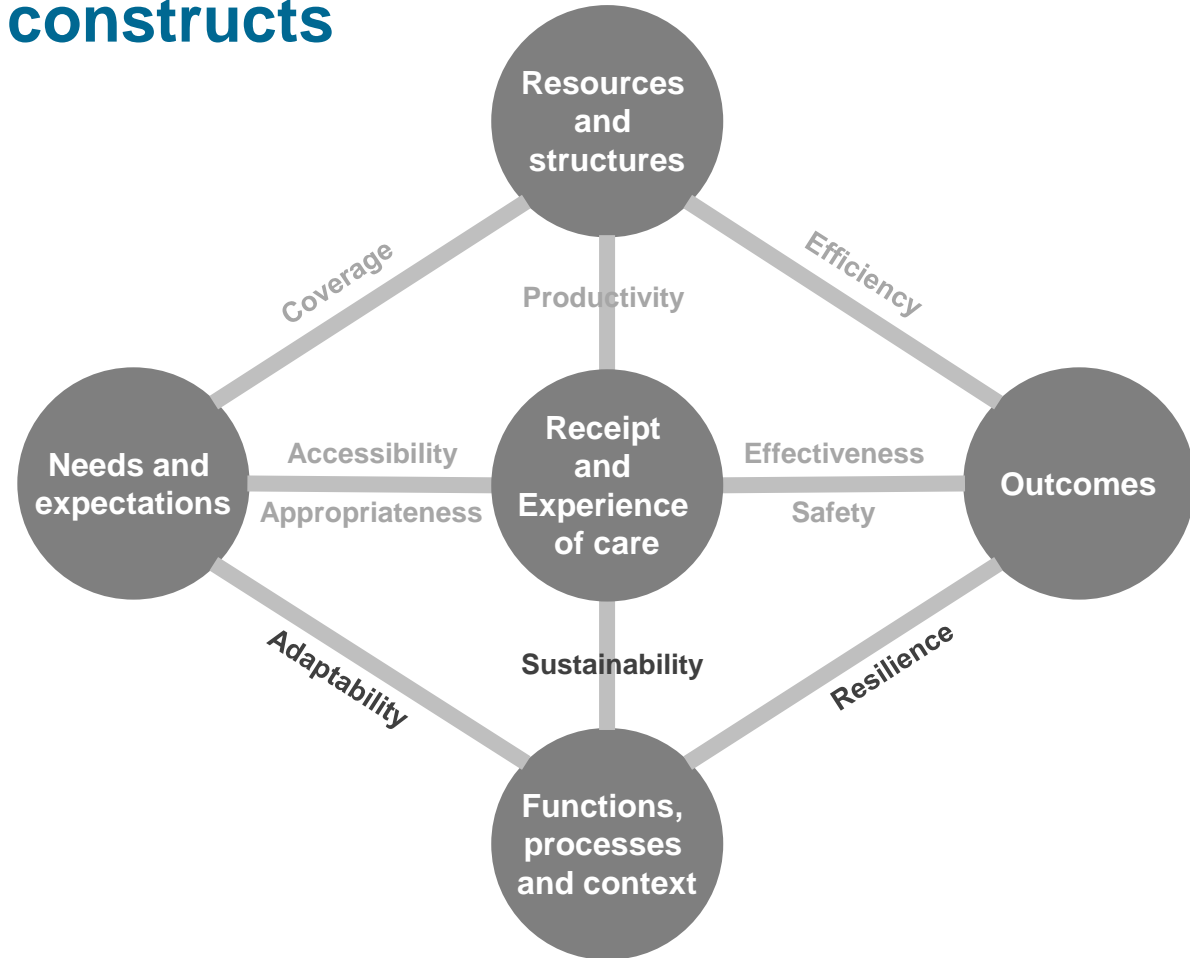 constructs
Resources
and
structures
Coverage
Efficiency
Productivity
Needs and
expectations
Accessibility
Appropriateness
Receipt
and
Experience
of care
Effectiveness
Safety
Outcomes
Adaptability
Sustainability
Resilience
Functions,
processes
and context